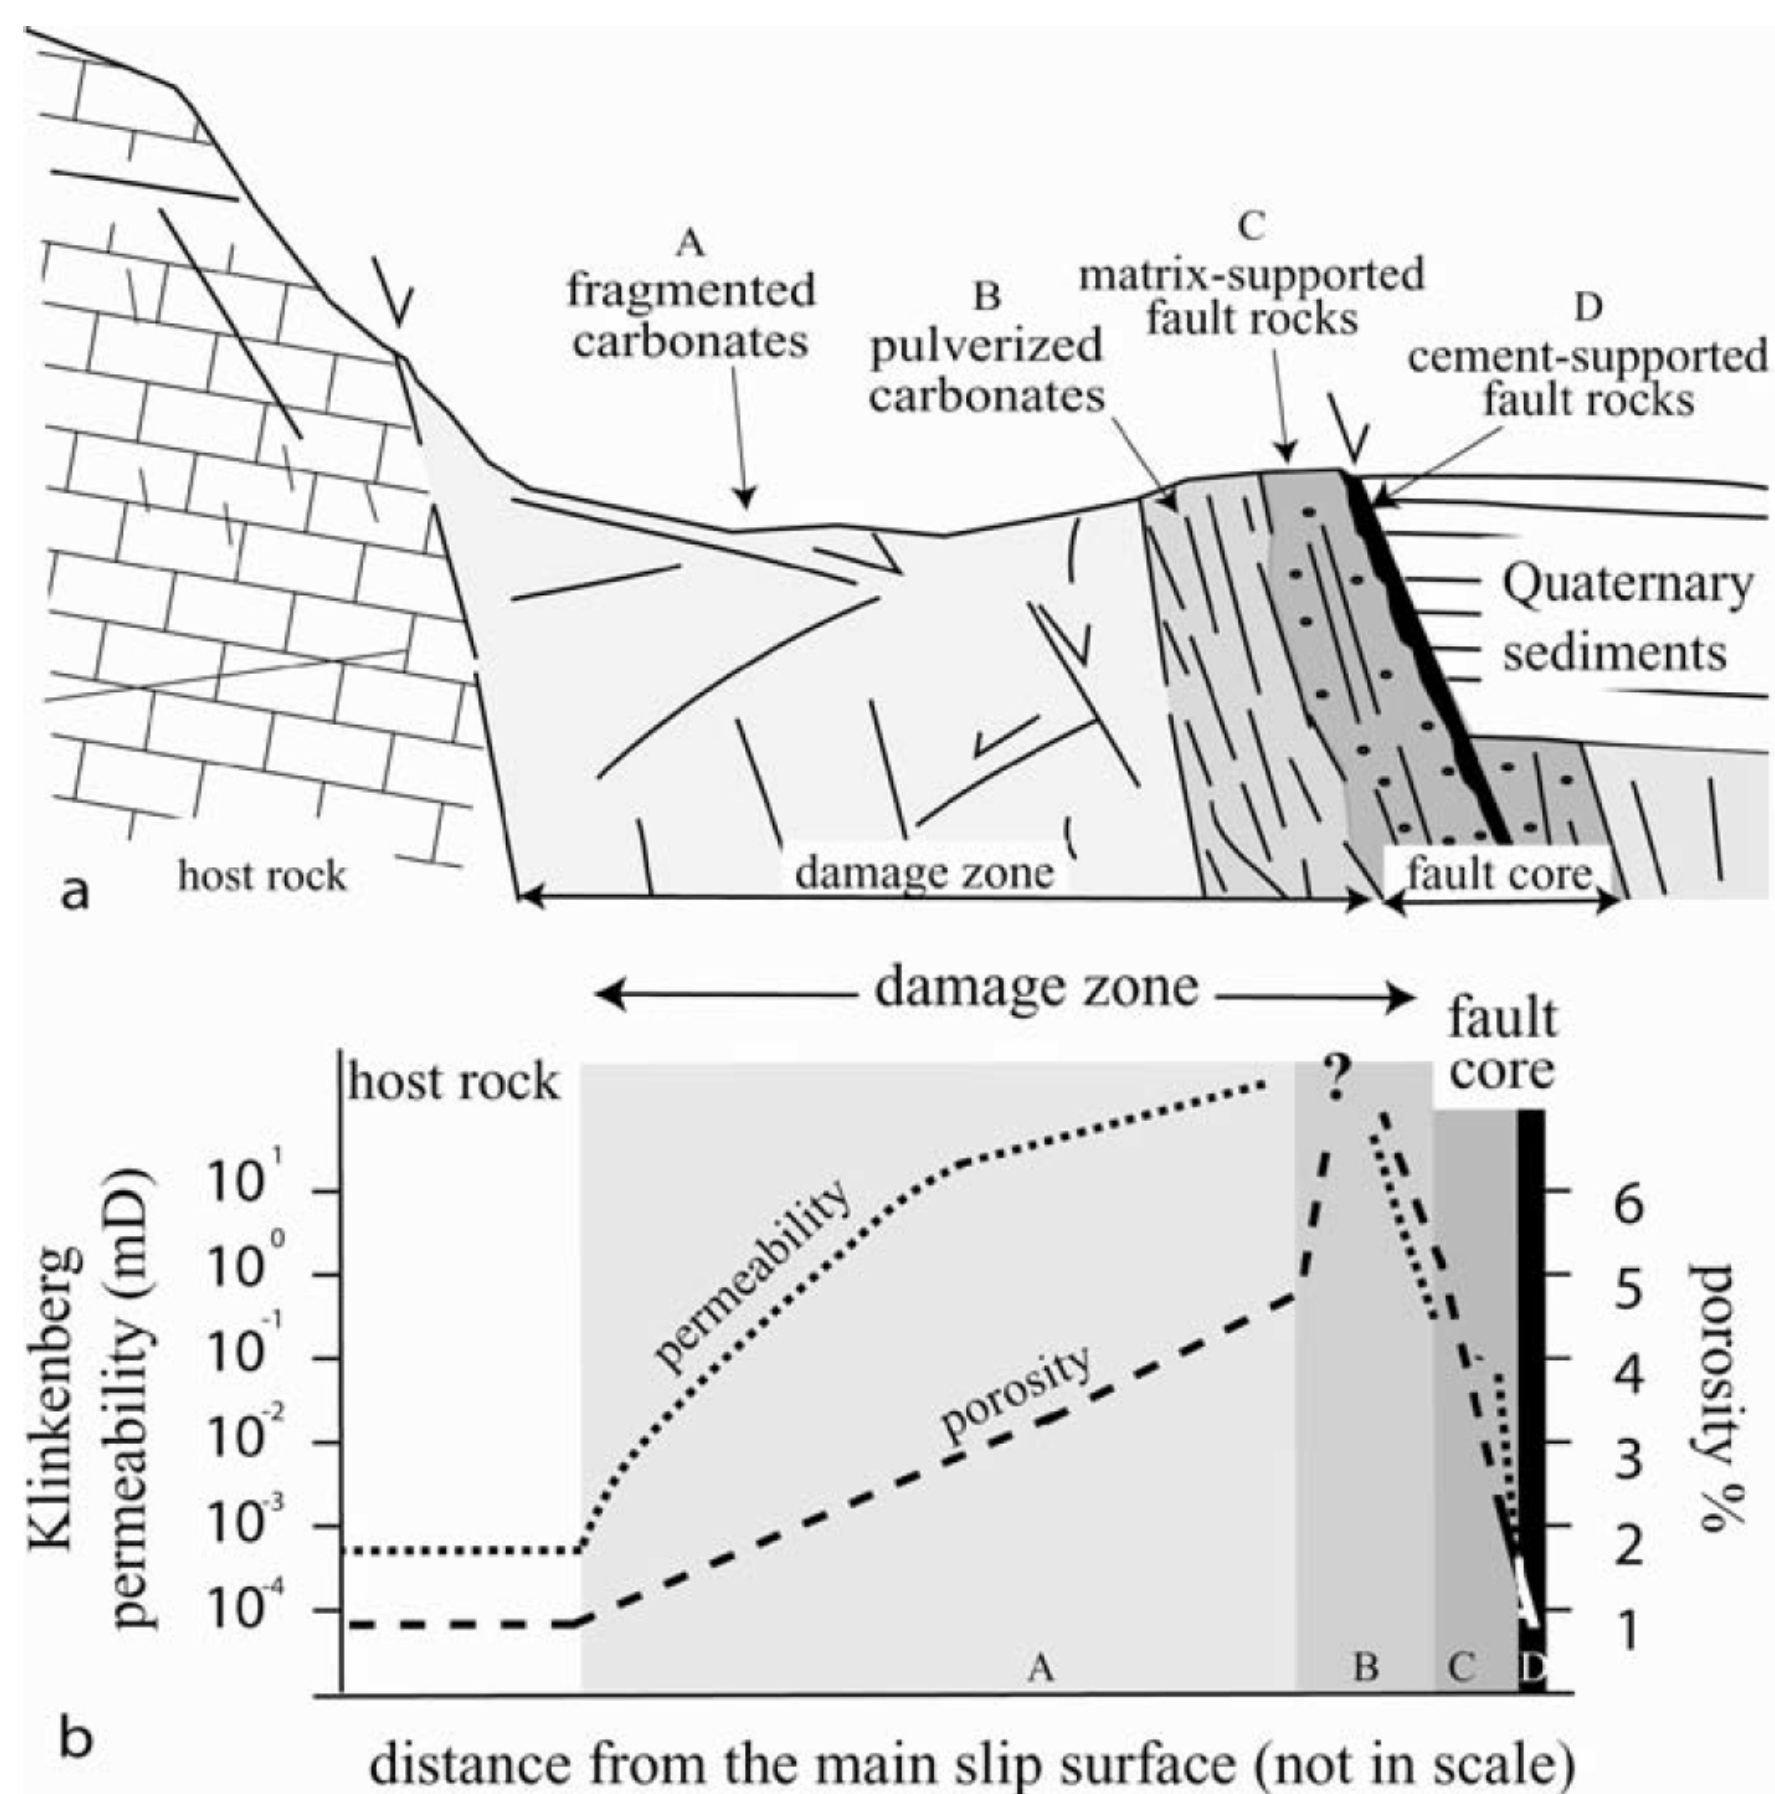 A
fragmented
carbonates
B
pulverized
carbonates
C
matrix-supported
fault rocks
D
cement-supported
fault rocks
Quaternary
sediments
host rock
damage zone
fault core
a
damage zone
fault
core
host rock
?
permeability
porosity
Klinkenberg
permeability (mD)
10¹
10⁰
10⁻¹
10⁻²
10⁻³
10⁻⁴
6
5
4
3
2
1
porosity %
A
B
C
D
b
distance from the main slip surface (not in scale)